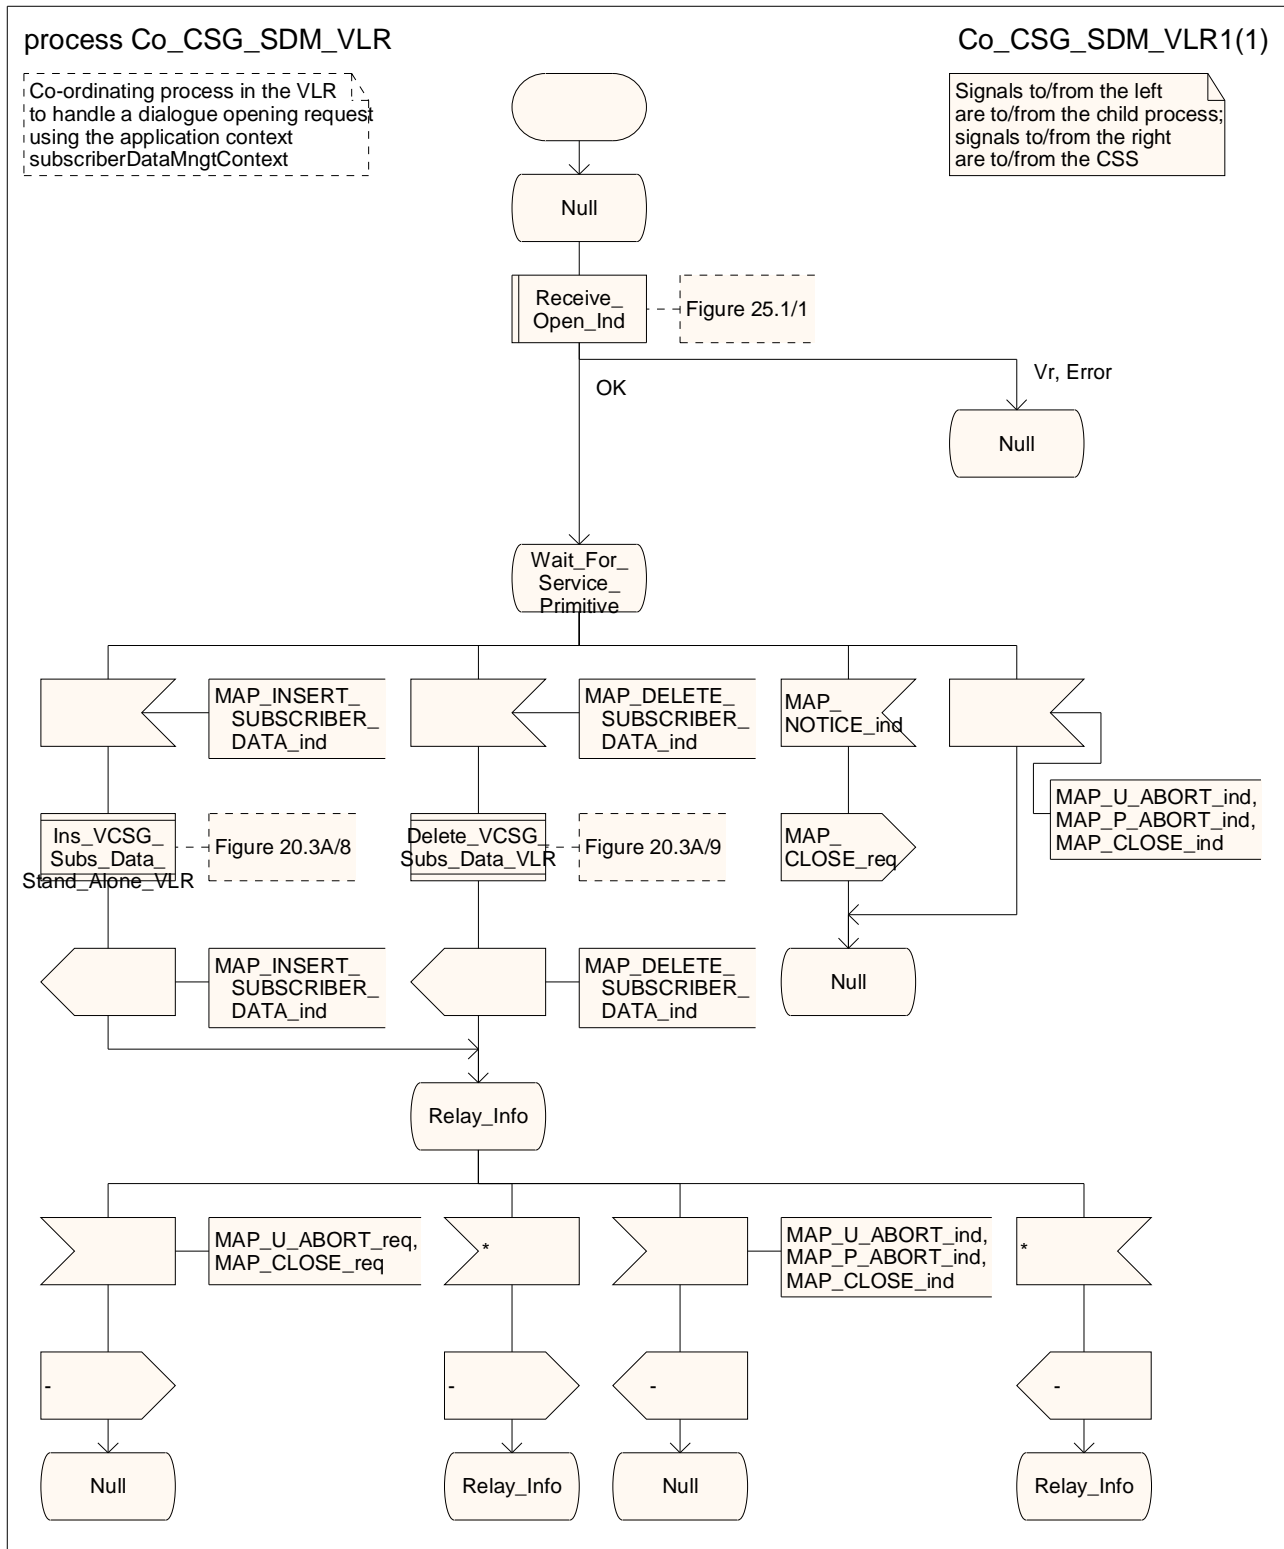 process Co_CSG_SDM_VLR
Co_CSG_SDM_VLR1(1)
Co-ordinating process in the VLR
to handle a dialogue opening request
using the application context
subscriberDataMngtContext
Signals to/from the left
are to/from the child process;
signals to/from the right
are to/from the CSS
Null
Receive_
Open_Ind
Figure 25.1/1
OK
Vr, Error
Null
Wait_For_
Service_
Primitive
MAP_INSERT_
SUBSCRIBER_
DATA_ind
MAP_DELETE_
SUBSCRIBER_
DATA_ind
MAP_
NOTICE_ind
MAP_U_ABORT_ind,
MAP_P_ABORT_ind,
MAP_CLOSE_ind
Ins_VCSG_
Subs_Data_
Stand_Alone_VLR
Figure 20.3A/8
Delete_VCSG_
Subs_Data_VLR
Figure 20.3A/9
MAP_
CLOSE_req
MAP_INSERT_
SUBSCRIBER_
DATA_ind
MAP_DELETE_
SUBSCRIBER_
DATA_ind
Null
Relay_Info
MAP_U_ABORT_req,
MAP_CLOSE_req
*
MAP_U_ABORT_ind,
MAP_P_ABORT_ind,
MAP_CLOSE_ind
*
-
-
-
-
Null
Relay_Info
Null
Relay_Info